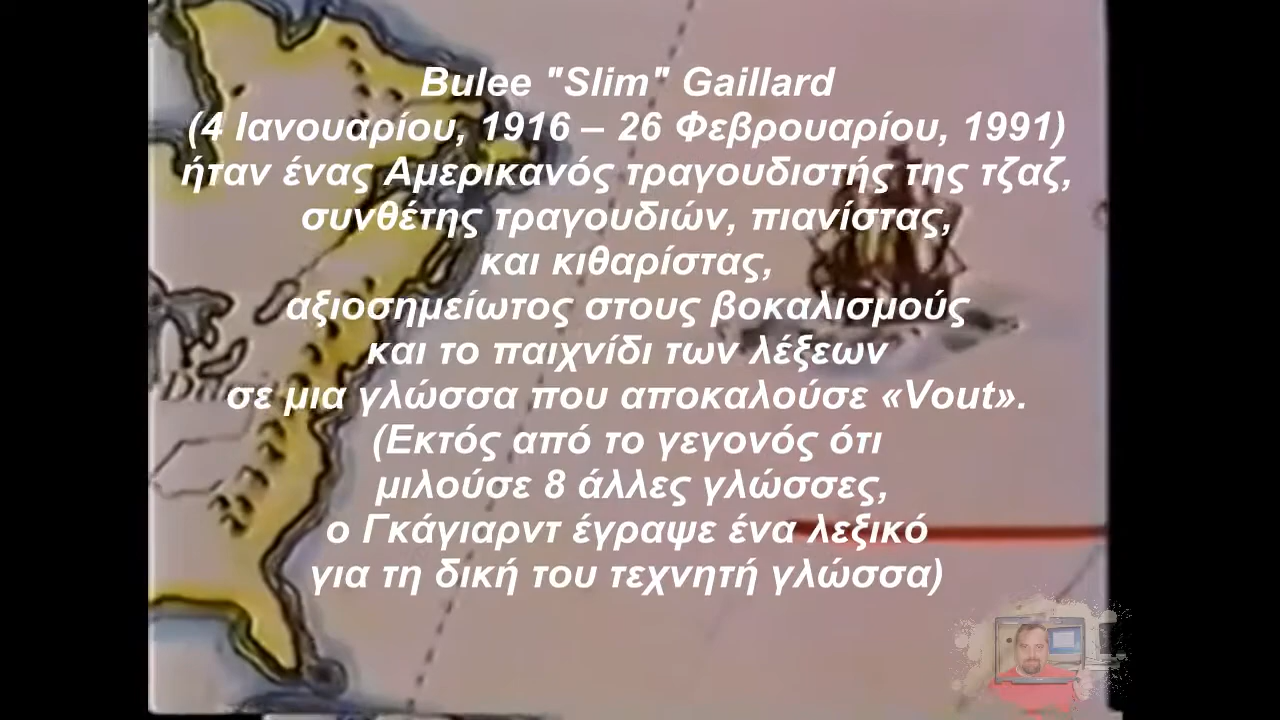 Bulee "Slim" Gaillard
(4 Ιανουαρίου, 1916 – 26 Φεβρουαρίου, 1991)
ήταν ένας Αμερικανός τραγουδιστής της τζαζ,
συνθέτης τραγουδιών, πιανίστας,
και κιθαρίστας,
αξιοσημείωτος στους βοκαλισμούς
και το παιχνίδι των λέξεων
σε μια γλώσσα που αποκαλούσε «Vout».
(Εκτός από το γεγονός ότι
μιλούσε 8 άλλες γλώσσες,
ο Γκάγιαρντ έγραψε ένα λεξικό
για τη δική του τεχνητή γλώσσα)